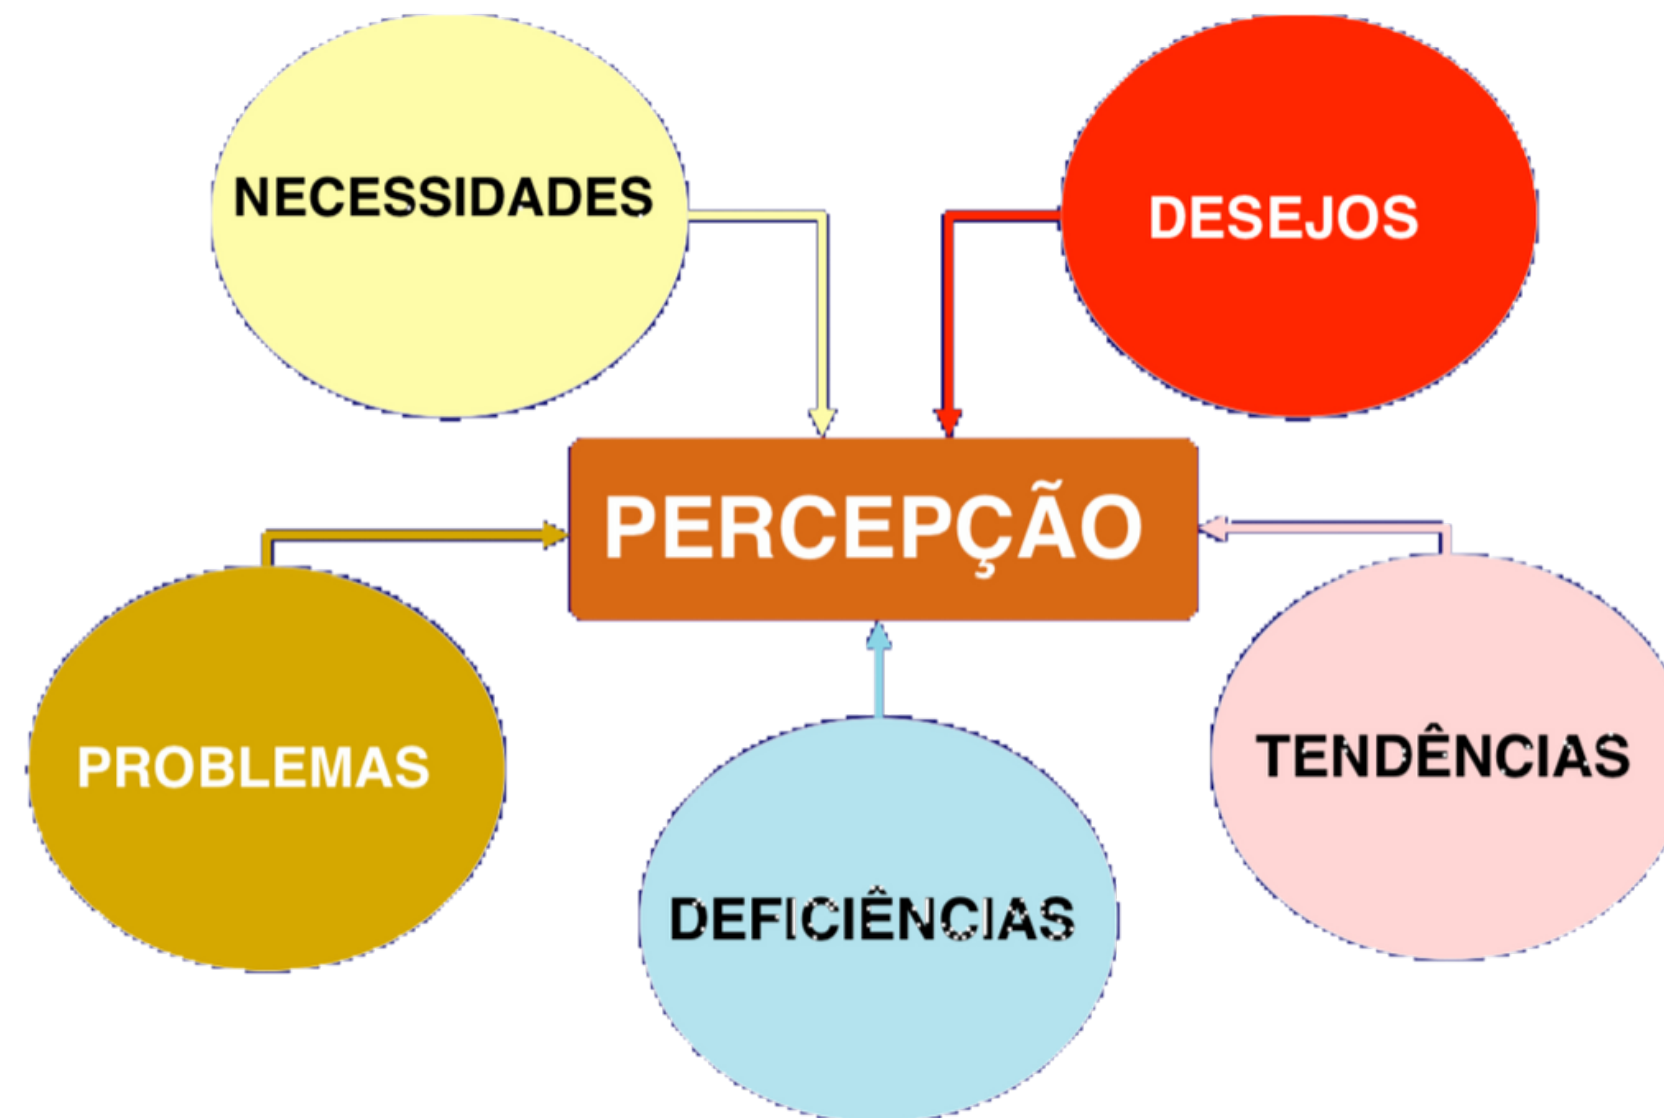 NECESSIDADES
DESEJOS
PERCEPÇÃO
PROBLEMAS
TENDÊNCIAS
DEFICIÊNCIAS